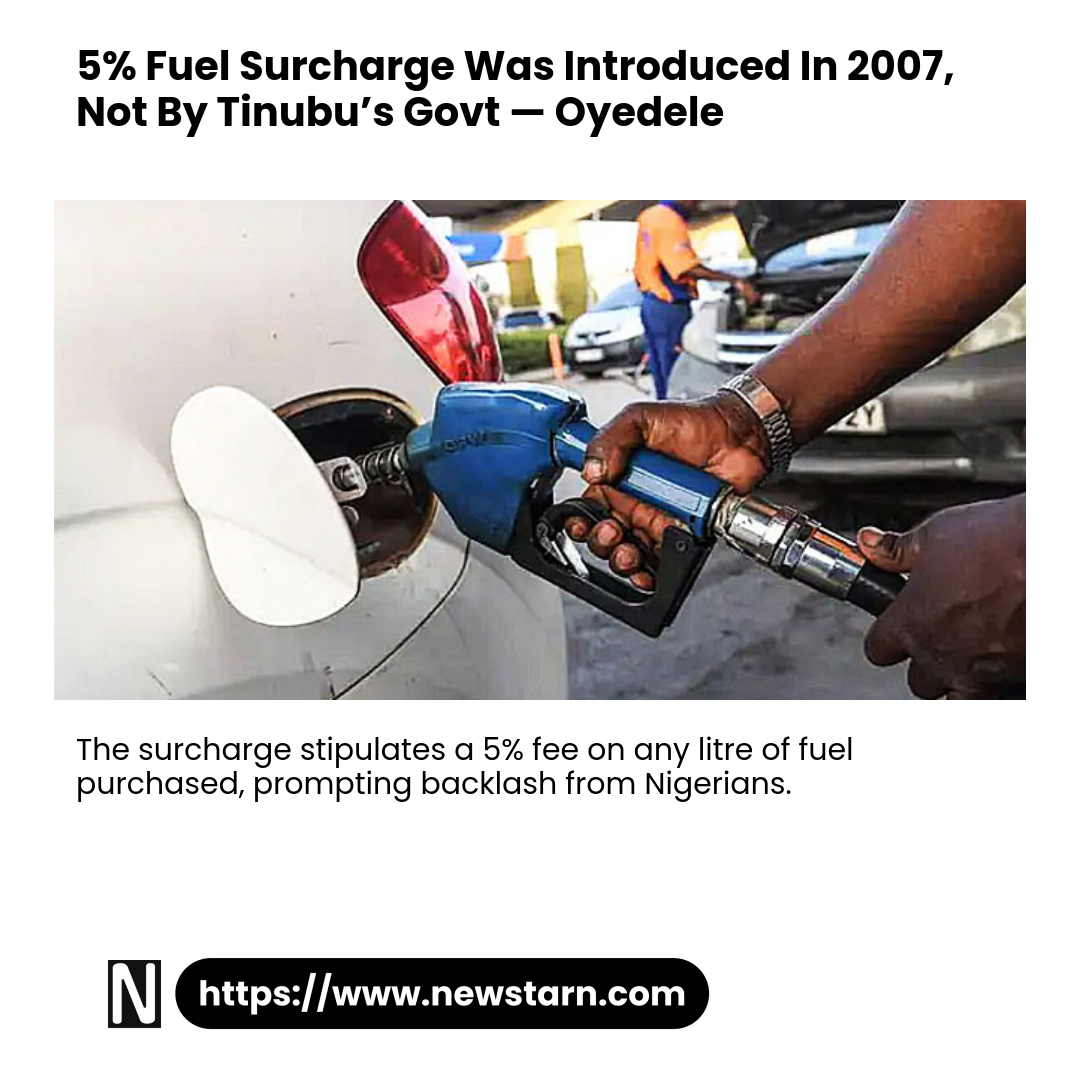 5% Fuel Surcharge Was Introduced In 2007,
Not By Tinubu’s Govt — Oyedele
The surcharge stipulates a 5% fee on any litre of fuel
purchased, prompting backlash from Nigerians.
N
https://www.newstarn.com